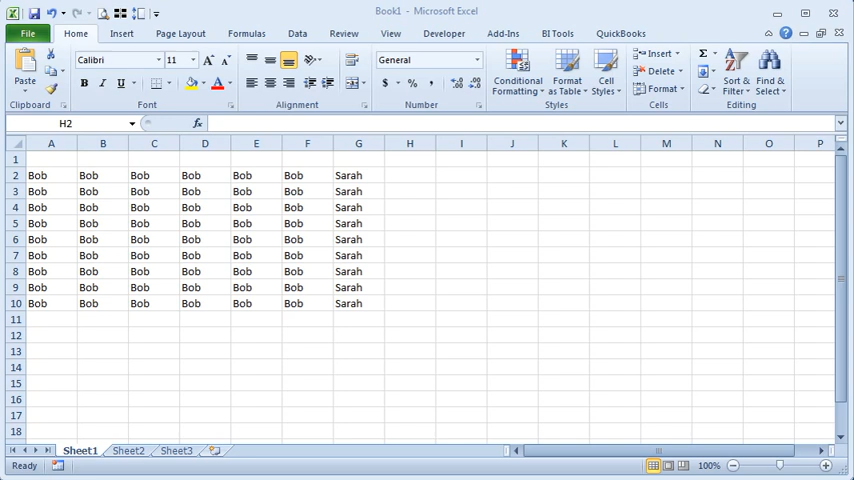 Book1 - Microsoft Excel
File Home Insert Page Layout Formulas Data Review View Developer Add-Ins BI Tools QuickBooks
Calibri 11 General Insert Σ
Paste B I U A $ % , Conditional Formatting Format as Table Cell Styles Delete Sort & Filter Find & Select
Format
Clipboard Font Alignment Number Styles Cells Editing
H2 fx
A B C D E F G H I J K L M N O P
1
2 Bob Bob Bob Bob Bob Bob Sarah
3 Bob Bob Bob Bob Bob Bob Sarah
4 Bob Bob Bob Bob Bob Bob Sarah
5 Bob Bob Bob Bob Bob Bob Sarah
6 Bob Bob Bob Bob Bob Bob Sarah
7 Bob Bob Bob Bob Bob Bob Sarah
8 Bob Bob Bob Bob Bob Bob Sarah
9 Bob Bob Bob Bob Bob Bob Sarah
10 Bob Bob Bob Bob Bob Bob Sarah
11
12
13
14
15
16
17
18
Sheet1 Sheet2 Sheet3
Ready 100%